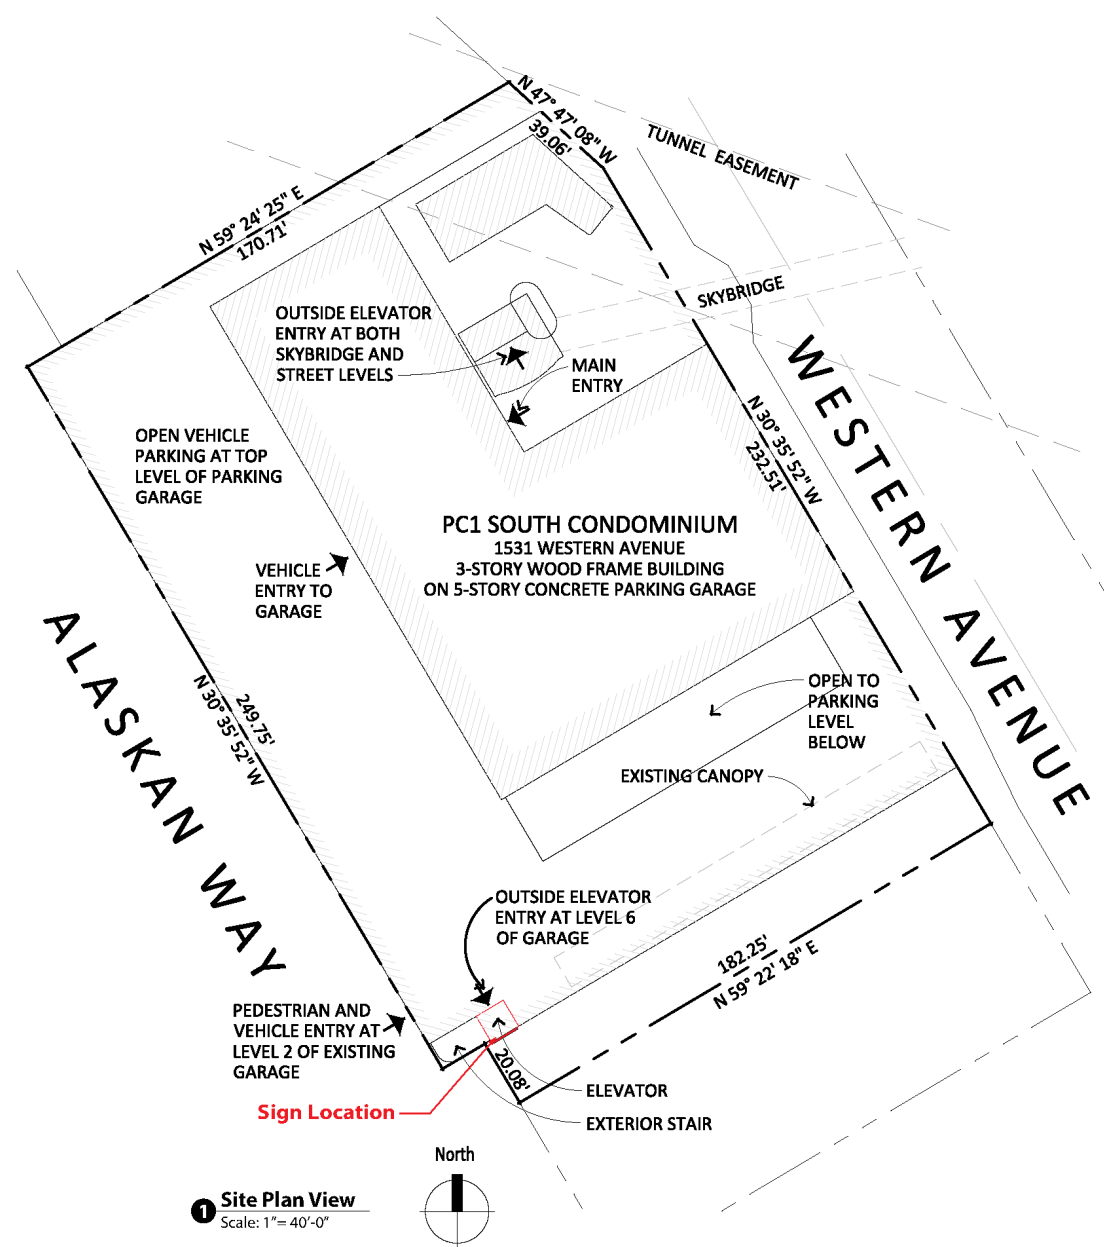 N 47° 47' 08" W
39.06'
TUNNEL EASEMENT
N 59° 24' 25" E
170.71'
SKYBRIDGE
OUTSIDE ELEVATOR
ENTRY AT BOTH
SKYBRIDGE AND
STREET LEVELS
MAIN
ENTRY
WESTERN AVENUE
N 30° 35' 52" W
232.51'
OPEN VEHICLE
PARKING AT TOP
LEVEL OF PARKING
GARAGE
PC1 SOUTH CONDOMINIUM
1531 WESTERN AVENUE
3-STORY WOOD FRAME BUILDING
ON 5-STORY CONCRETE PARKING GARAGE
VEHICLE
ENTRY TO
GARAGE
ALASKAN WAY
249.75'
N 30° 35' 52" W
OPEN TO
PARKING
LEVEL
BELOW
EXISTING CANOPY
OUTSIDE ELEVATOR
ENTRY AT LEVEL 6
OF GARAGE
182.25'
N 59° 22' 18" E
PEDESTRIAN AND
VEHICLE ENTRY AT
LEVEL 2 OF EXISTING
GARAGE
20.08'
ELEVATOR
Sign Location
EXTERIOR STAIR
North
1 Site Plan View
Scale: 1"= 40'-0"